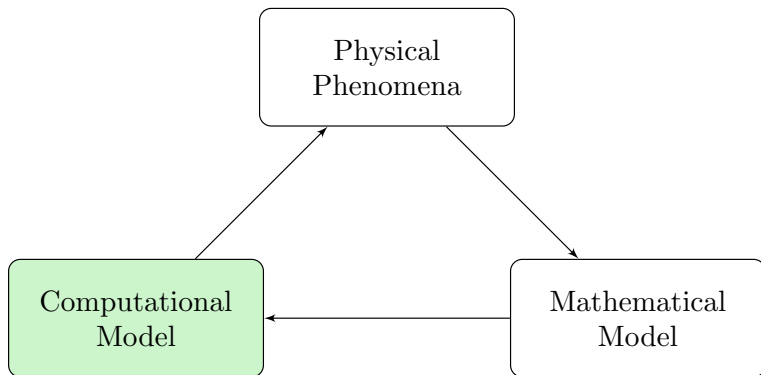 Physical
Phenomena
Computational
Model
Mathematical
Model